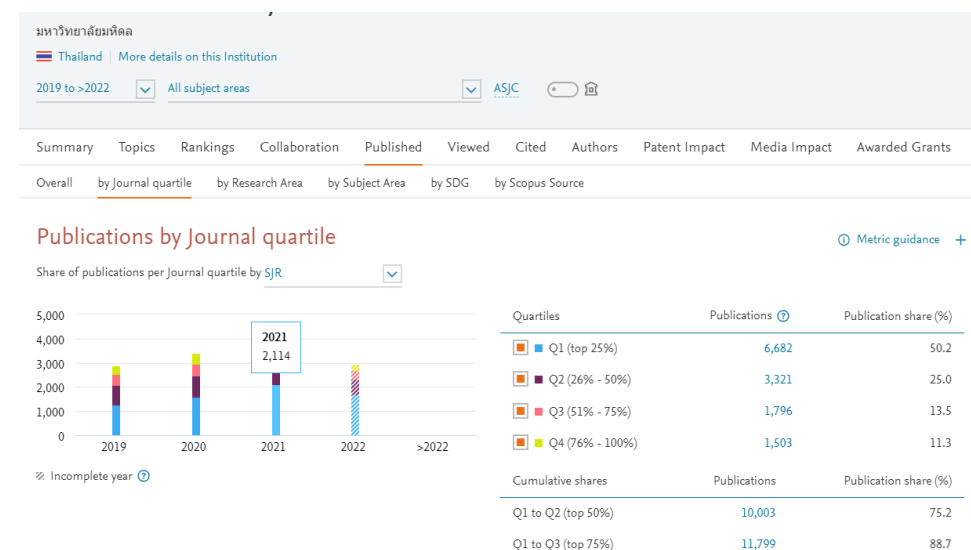 มหาวิทยาลัยมหิดล
Thailand | More details on this Institution
2019 to >2022 All subject areas ASJC
Summary Topics Rankings Collaboration Published Viewed Cited Authors Patent Impact Media Impact Awarded Grants
Overall by Journal quartile by Research Area by Subject Area by SDG by Scopus Source
Publications by Journal quartile
Metric guidance +
Share of publications per Journal quartile by SJR
5,000
4,000
3,000
2,000
1,000
0
2021
2,114
2019 2020 2021 2022 >2022
Incomplete year ?
Quartiles Publications ? Publication share (%)
Q1 (top 25%) 6,682 50.2
Q2 (26% - 50%) 3,321 25.0
Q3 (51% - 75%) 1,796 13.5
Q4 (76% - 100%) 1,503 11.3
Cumulative shares Publications Publication share (%)
Q1 to Q2 (top 50%) 10,003 75.2
Q1 to Q3 (top 75%) 11,799 88.7